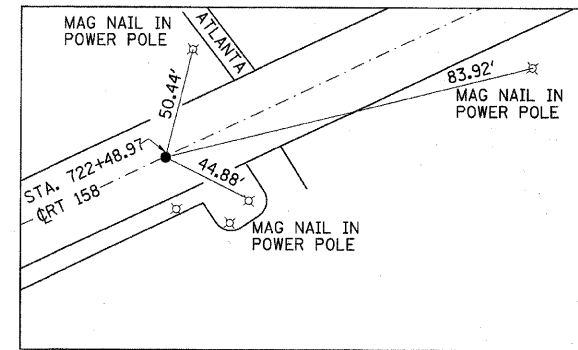 MAG NAIL IN
POWER POLE
ATLANTA
50.44'
83.92'
MAG NAIL IN
POWER POLE
STA. 722+48.97
℄RT 158
44.88'
MAG NAIL IN
POWER POLE